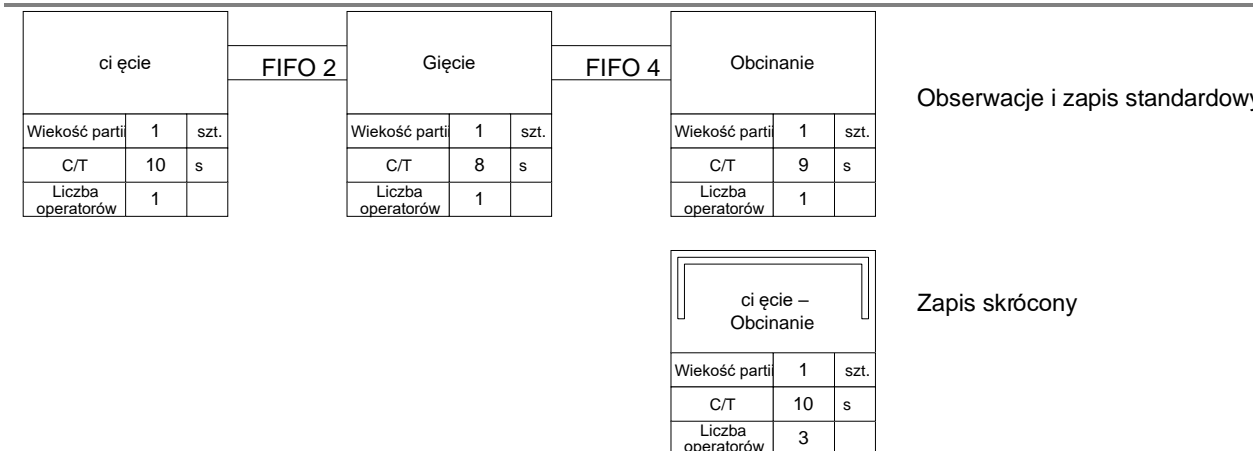 ci ęcie
FIFO 2
Gięcie
FIFO 4
Obcinanie
Wiekość partii 1 szt.
C/T 10 s
Liczba
operatorów 1
Wiekość partii 1 szt.
C/T 8 s
Liczba
operatorów 1
Wiekość partii 1 szt.
C/T 9 s
Liczba
operatorów 1
Obserwacje i zapis standardowy
ci ęcie –
Obcinanie
Wiekość partii 1 szt.
C/T 10 s
Liczba
operatorów 3
Zapis skrócony